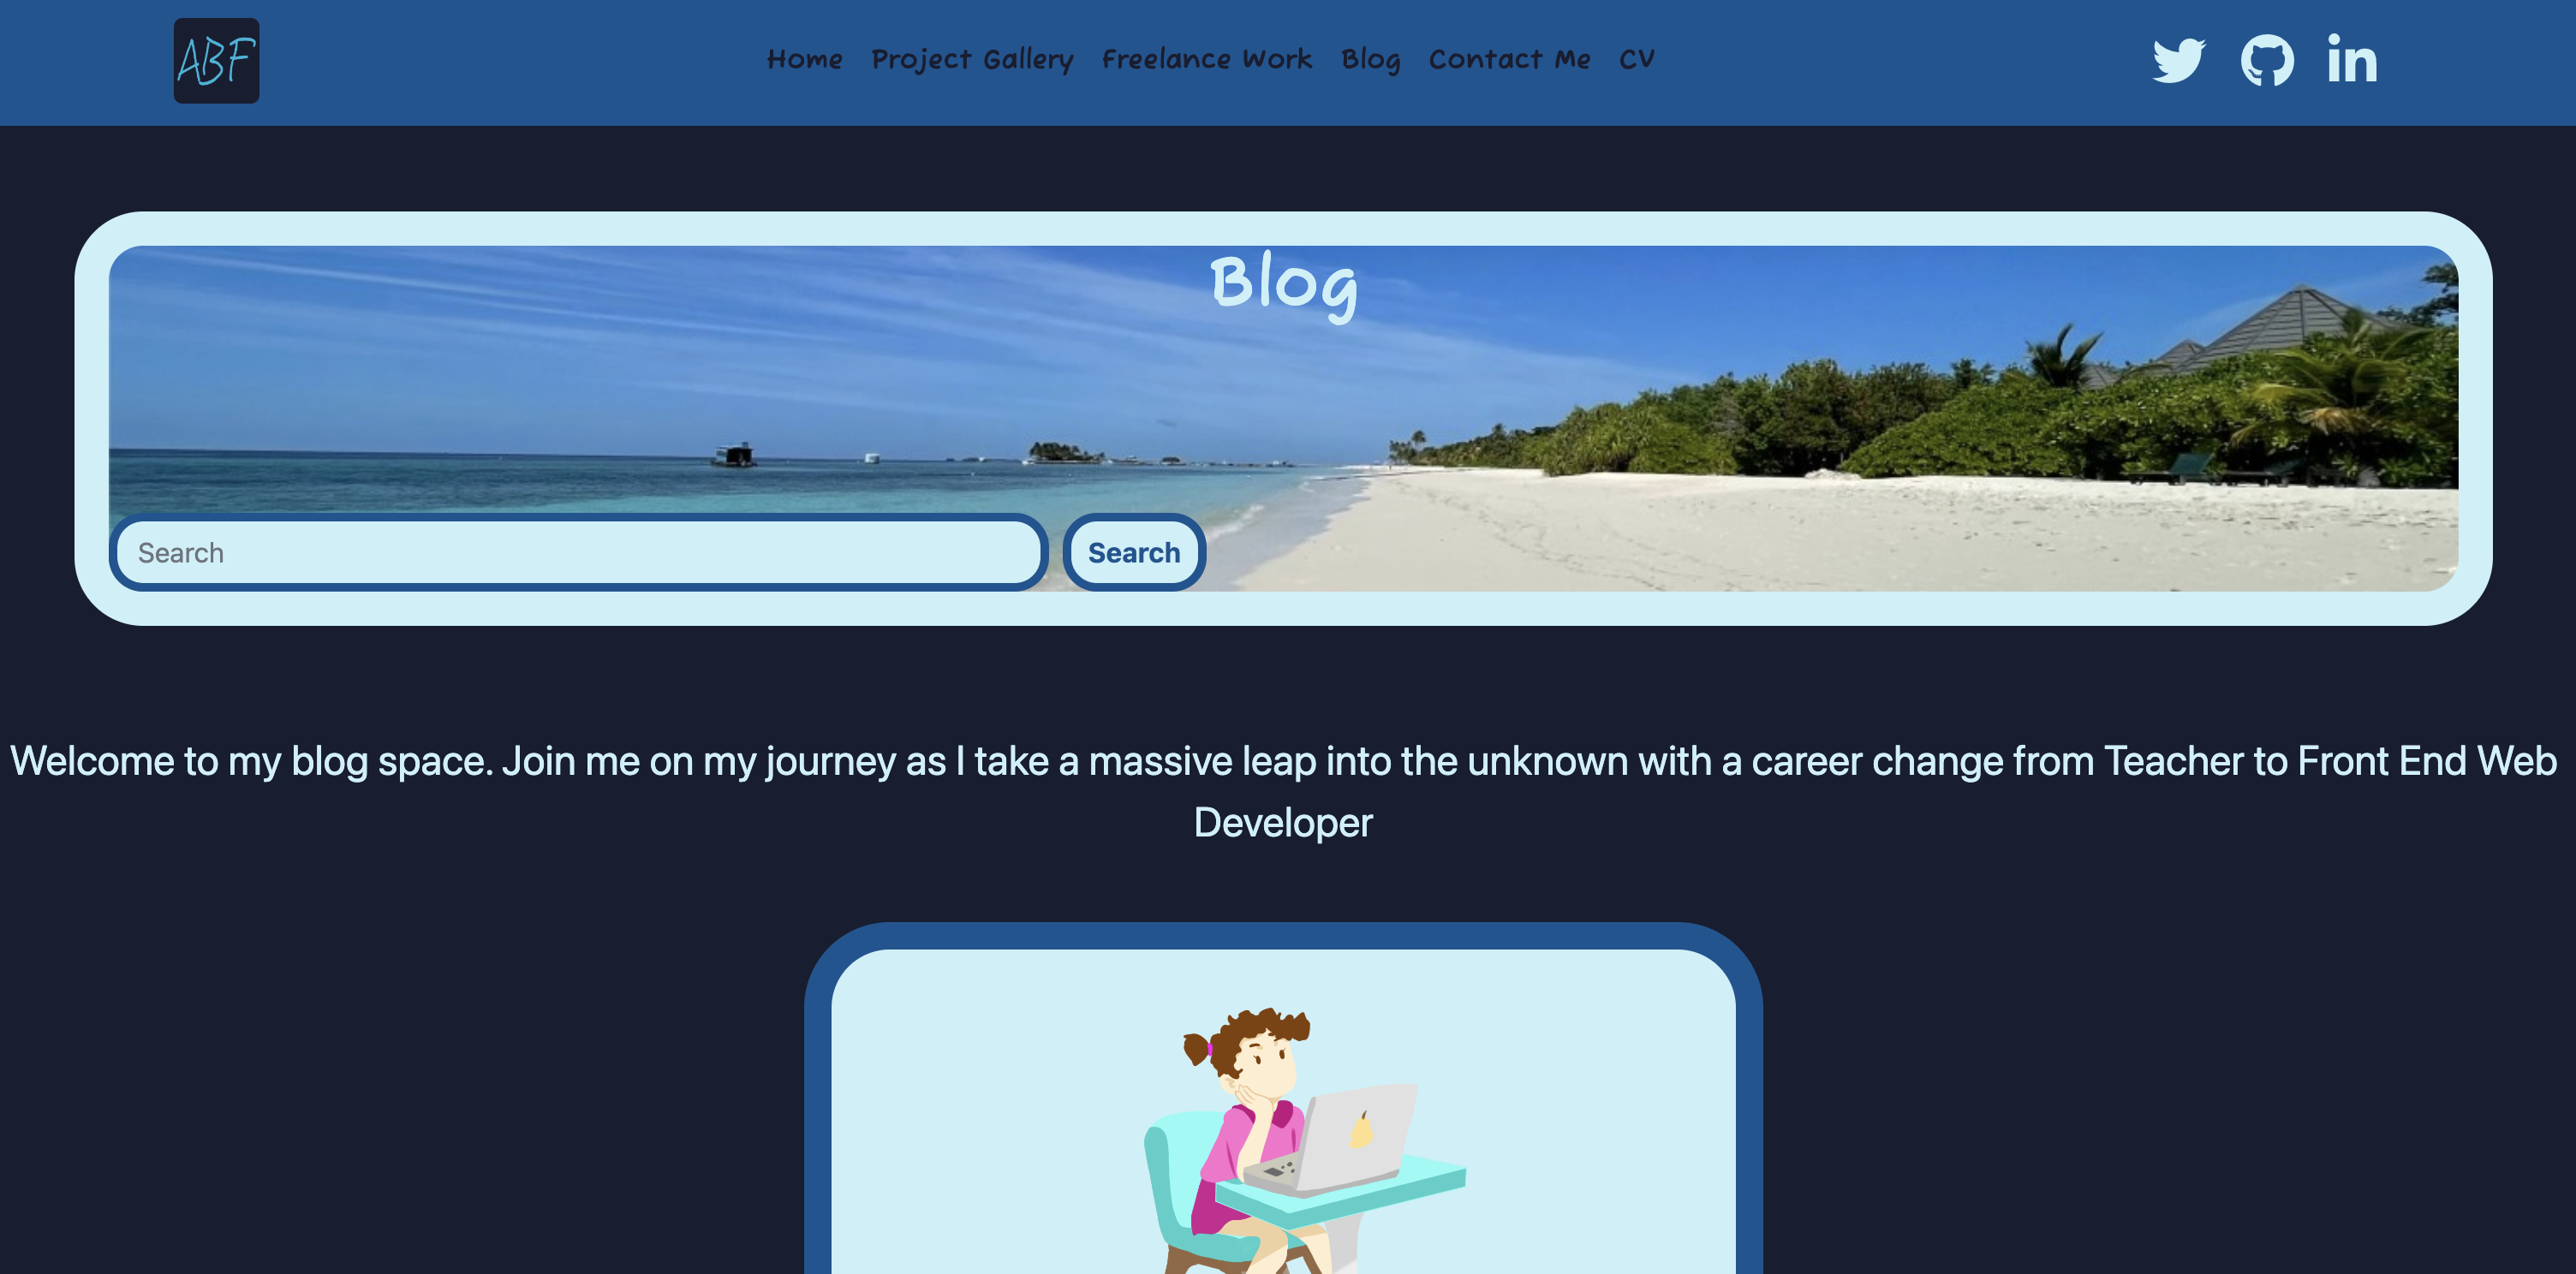 ABF
Home Project Gallery Freelance Work Blog Contact Me CV
Blog
Search Search
Welcome to my blog space. Join me on my journey as I take a massive leap into the unknown with a career change from Teacher to Front End Web
Developer